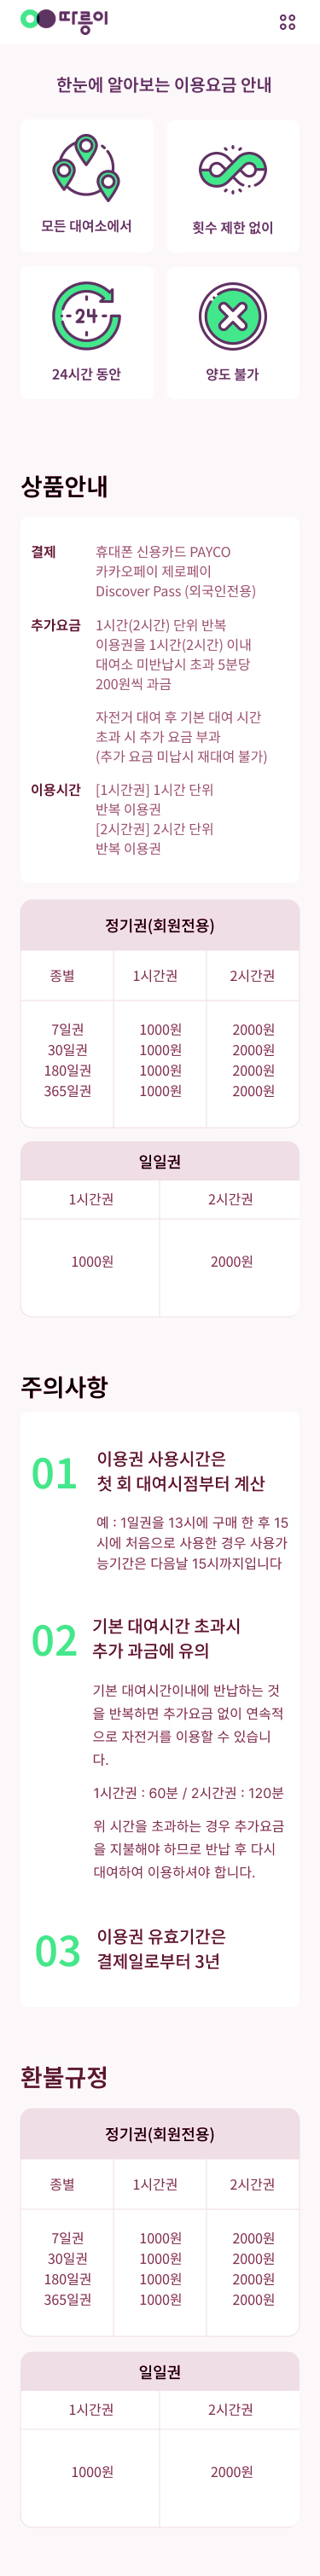 따릉이
한눈에 알아보는 이용요금 안내
모든 대여소에서
횟수 제한 없이
24
24시간 동안
양도 불가
상품안내
결제
휴대폰 신용카드 PAYCO
카카오페이 제로페이
Discover Pass (외국인전용)
추가요금
1시간(2시간) 단위 반복
이용권을 1시간(2시간) 이내
대여소 미반납시 초과 5분당
200원씩 과금
자전거 대여 후 기본 대여 시간
초과 시 추가 요금 부과
(추가 요금 미납시 재대여 불가)
이용시간
[1시간권] 1시간 단위
반복 이용권
[2시간권] 2시간 단위
반복 이용권
정기권(회원전용)
종별 1시간권 2시간권
7일권 1000원 2000원
30일권 1000원 2000원
180일권 1000원 2000원
365일권 1000원 2000원
일일권
1시간권 2시간권
1000원 2000원
주의사항
01
이용권 사용시간은
첫 회 대여시점부터 계산
예 : 1일권을 13시에 구매 한 후 15
시에 처음으로 사용한 경우 사용가
능기간은 다음날 15시까지입니다
02
기본 대여시간 초과시
추가 과금에 유의
기본 대여시간이내에 반납하는 것
을 반복하면 추가요금 없이 연속적
으로 자전거를 이용할 수 있습니
다.
1시간권 : 60분 / 2시간권 : 120분
위 시간을 초과하는 경우 추가요금
을 지불해야 하므로 반납 후 다시
대여하여 이용하셔야 합니다.
03
이용권 유효기간은
결제일로부터 3년
환불규정
정기권(회원전용)
종별 1시간권 2시간권
7일권 1000원 2000원
30일권 1000원 2000원
180일권 1000원 2000원
365일권 1000원 2000원
일일권
1시간권 2시간권
1000원 2000원